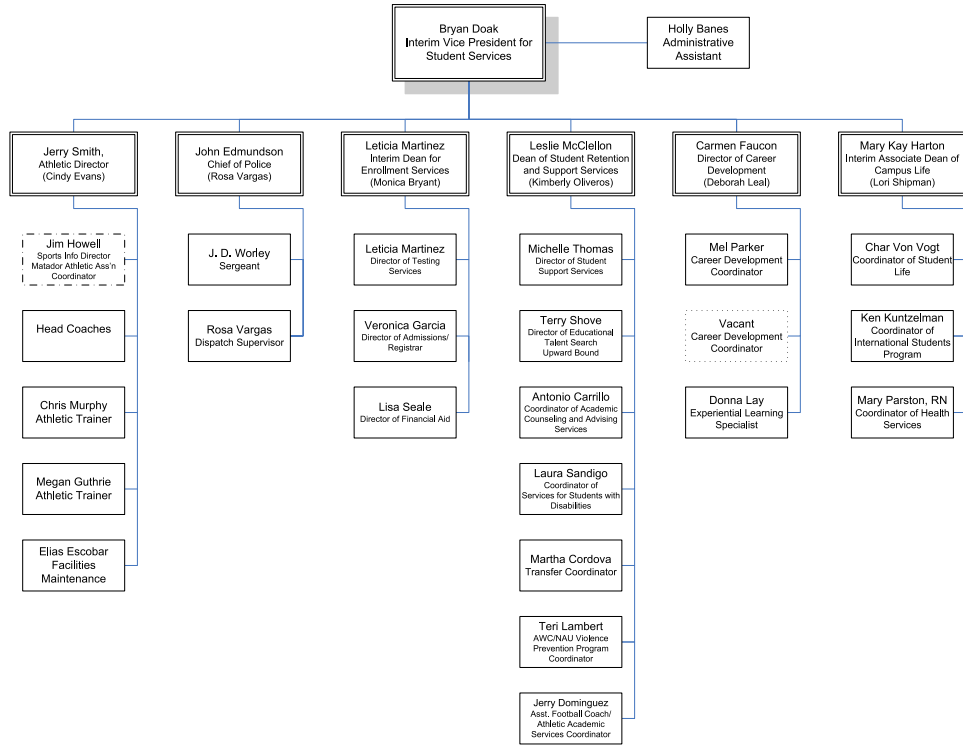 Bryan Doak
Interim Vice President for
Student Services
Holly Banes
Administrative
Assistant
Jerry Smith,
Athletic Director
(Cindy Evans)
John Edmundson
Chief of Police
(Rosa Vargas)
Leticia Martinez
Interim Dean for
Enrollment Services
(Monica Bryant)
Leslie McClellon
Dean of Student Retention
and Support Services
(Kimberly Oliveros)
Carmen Faucon
Director of Career
Development
(Deborah Leal)
Mary Kay Harton
Interim Associate Dean of
Campus Life
(Lori Shipman)
Jim Howell
Sports Info Director
Matador Athletic Ass'n
Coordinator
Head Coaches
Chris Murphy
Athletic Trainer
Megan Guthrie
Athletic Trainer
Elias Escobar
Facilities
Maintenance
J. D. Worley
Sergeant
Rosa Vargas
Dispatch Supervisor
Leticia Martinez
Director of Testing
Services
Veronica Garcia
Director of Admissions/
Registrar
Lisa Seale
Director of Financial Aid
Michelle Thomas
Director of Student
Support Services
Terry Shove
Director of Educational
Talent Search
Upward Bound
Antonio Carrillo
Coordinator of Academic
Counseling and Advising
Services
Laura Sandigo
Coordinator of
Services for Students with
Disabilities
Martha Cordova
Transfer Coordinator
Teri Lambert
AWC/NAU Violence
Prevention Program
Coordinator
Jerry Dominguez
Asst. Football Coach/
Athletic Academic
Services Coordinator
Mel Parker
Career Development
Coordinator
Vacant
Career Development
Coordinator
Donna Lay
Experiential Learning
Specialist
Char Von Vogt
Coordinator of Student
Life
Ken Kuntzelman
Coordinator of
International Students
Program
Mary Parston, RN
Coordinator of Health
Services